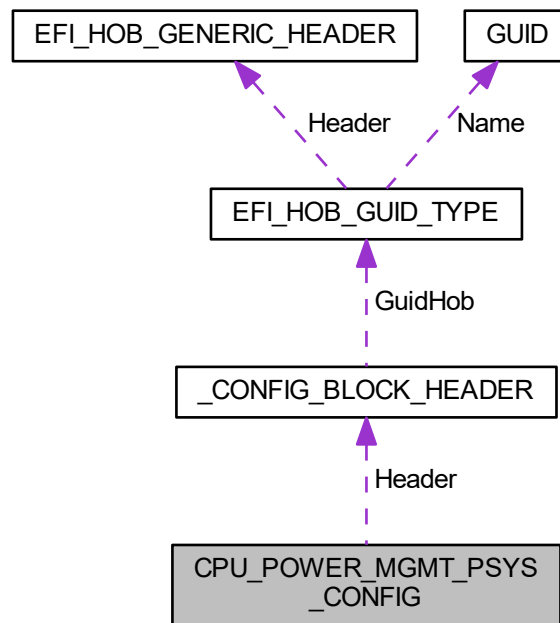 EFI_HOB_GENERIC_HEADER
GUID
Header
Name
EFI_HOB_GUID_TYPE
GuidHob
_CONFIG_BLOCK_HEADER
Header
CPU_POWER_MGMT_PSYS
_CONFIG